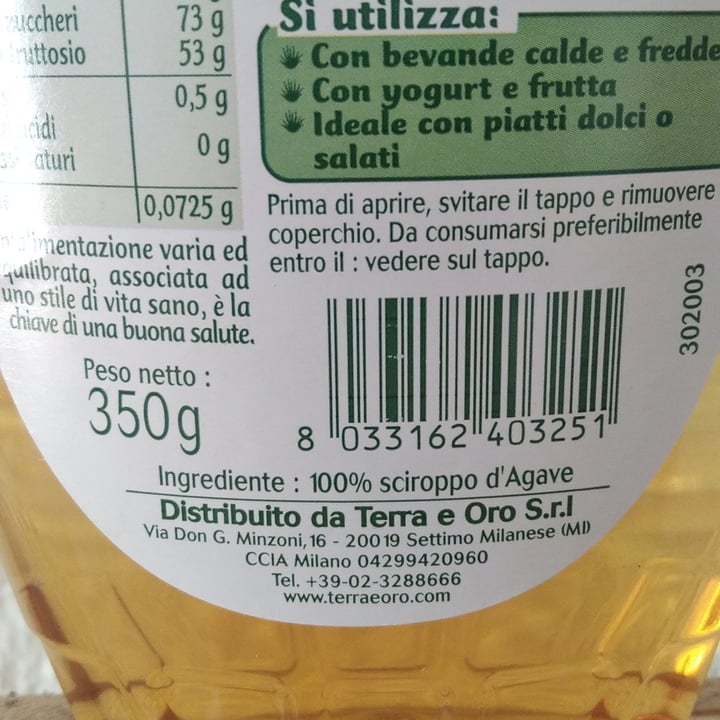 73 g
53 g
0,5 g
0 g
0,0725 g
varia ed
associata ad
uno stile di vita sano, è la
chiave di una buona salute.
Peso netto :
350g
Si utilizza:
Con bevande calde e fredde
Con yogurt e frutta
Ideale con piatti dolci o
salati
Prima di aprire, svitare il tappo e rimuovere
coperchio. Da consumarsi preferibilmente
entro il : vedere sul tappo.
302003
8 033162 403251
Ingrediente : 100% sciroppo d'Agave
Distribuito da Terra e Oro S.r.l
Via Don G. Minzoni, 16 - 20019 Settimo Milanese (MI)
CCIA Milano 04299420960
Tel. +39-02-3288666
www.terraeoro.com